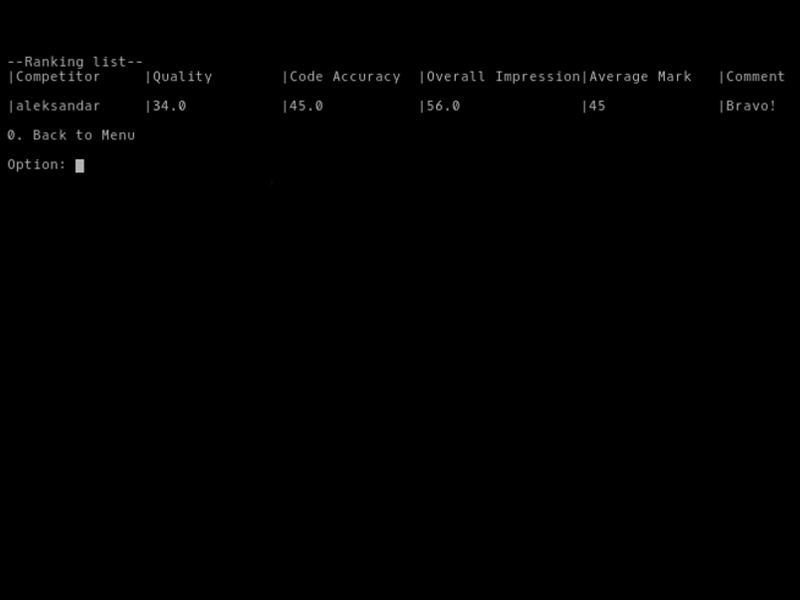 --Ranking list--
|Competitor |Quality |Code Accuracy |Overall Impression|Average Mark |Comment
|aleksandar |34.0 |45.0 |56.0 |45 |Bravo!
0. Back to Menu
Option: